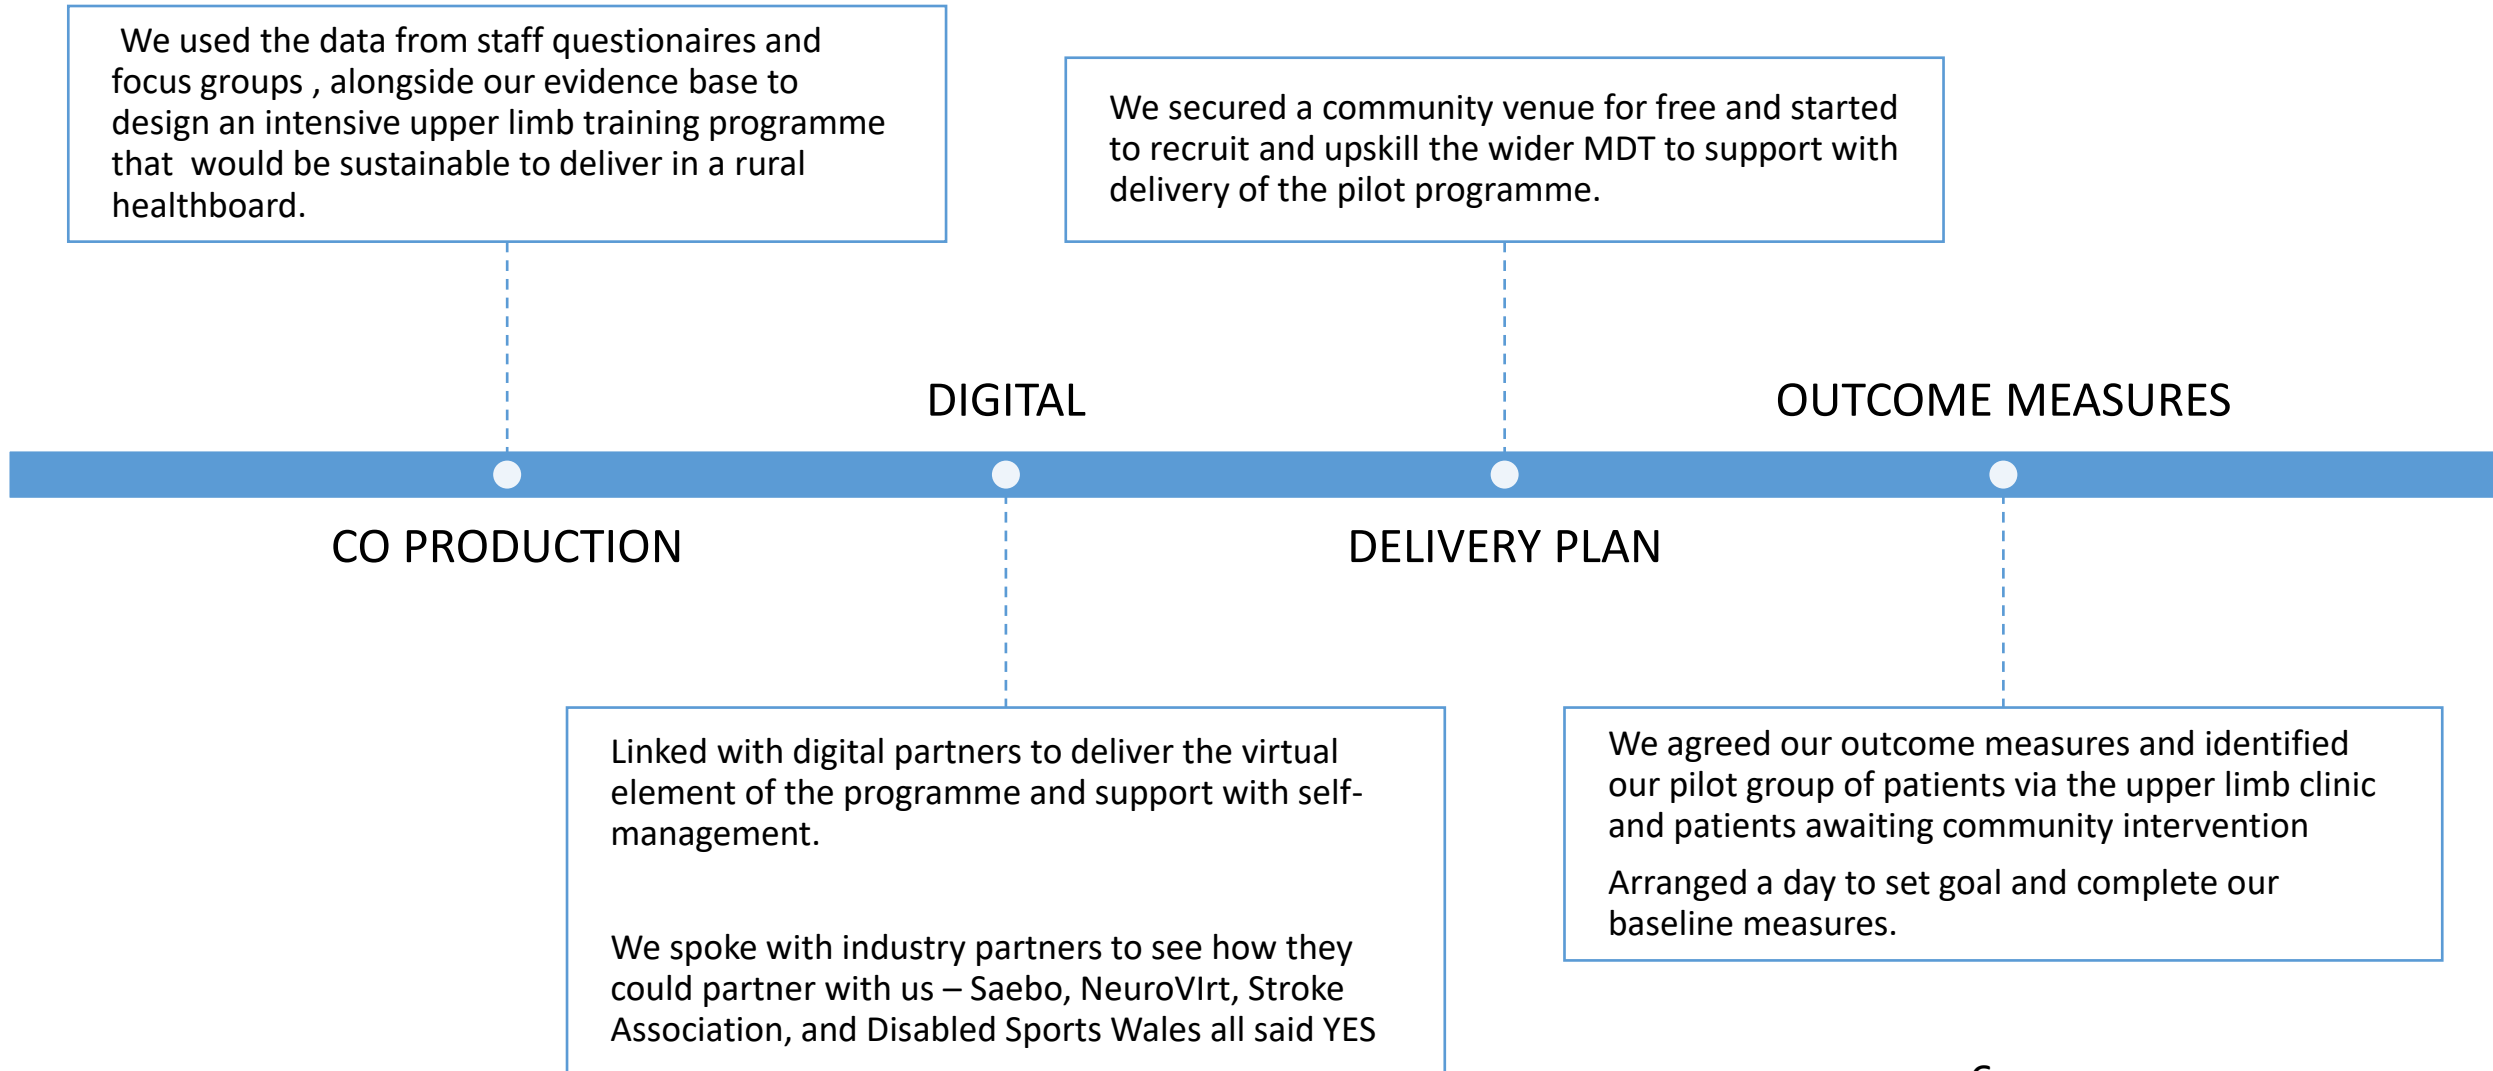 We used the data from staff questionaires and
focus groups , alongside our evidence base to
design an intensive upper limb training programme
that would be sustainable to deliver in a rural
healthboard.
We secured a community venue for free and started
to recruit and upskill the wider MDT to support with
delivery of the pilot programme.
DIGITAL
OUTCOME MEASURES
CO PRODUCTION
DELIVERY PLAN
Linked with digital partners to deliver the virtual
element of the programme and support with self-
management.
We spoke with industry partners to see how they
could partner with us – Saebo, NeuroVIrt, Stroke
Association, and Disabled Sports Wales all said YES
We agreed our outcome measures and identified
our pilot group of patients via the upper limb clinic
and patients awaiting community intervention
Arranged a day to set goal and complete our
baseline measures.